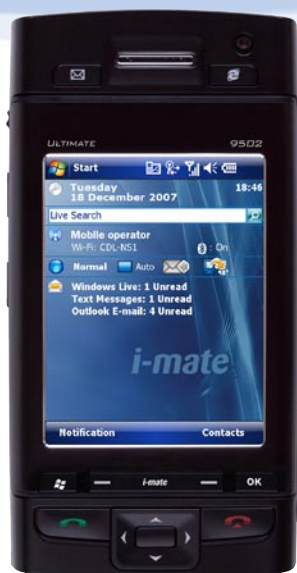 ULTIMATE 9502
Start
Tuesday 18:46
18 December 2007
Live Search
Mobile operator
Wi-Fi: CDL-NS1 : On
Normal Auto
Windows Live: 1 Unread
Text Messages: 1 Unread
Outlook E-mail: 4 Unread
i-mate
Notification Contacts
i-mate OK